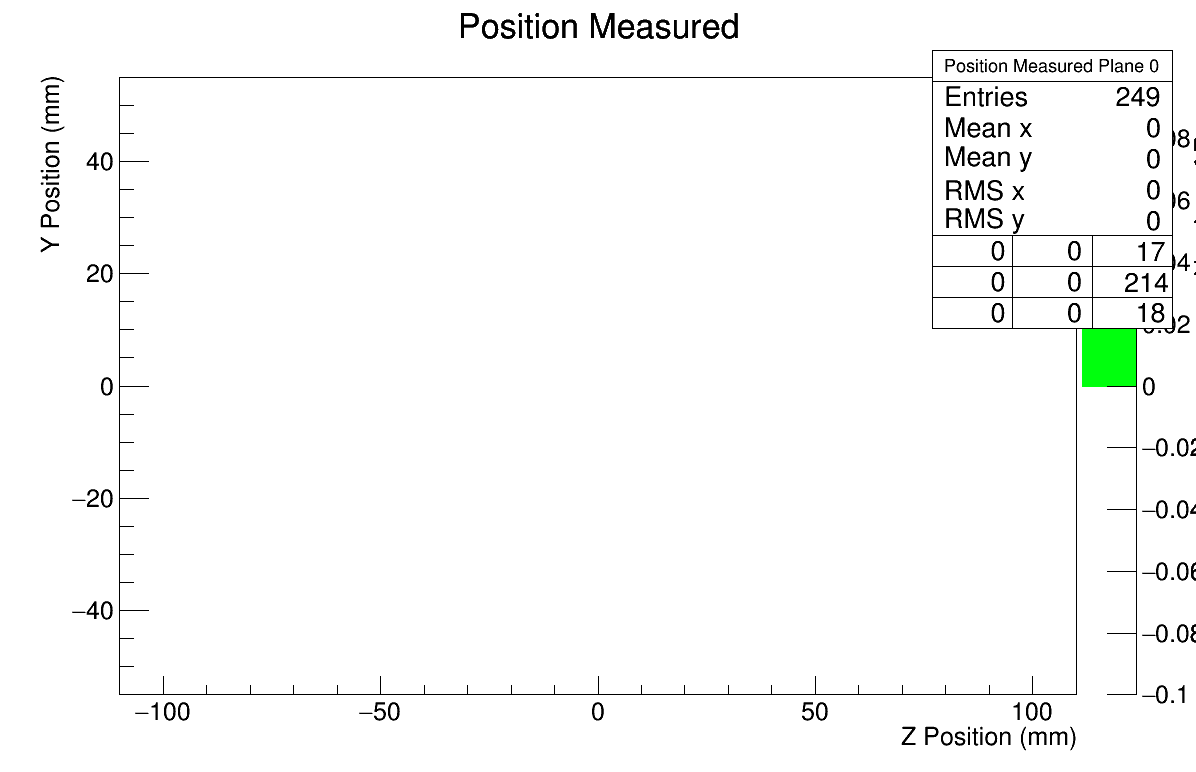 Position Measured
Y Position (mm)
Position Measured Plane 0
Entries 249
Mean x 0
Mean y 0
RMS x 0
RMS y 0
0 0 17
0 0 214
0 0 18
40
20
0
−20
−40
0
−0.02
−0.04
−0.06
−0.08
−0.1
−100 −50 0 50 100
Z Position (mm)